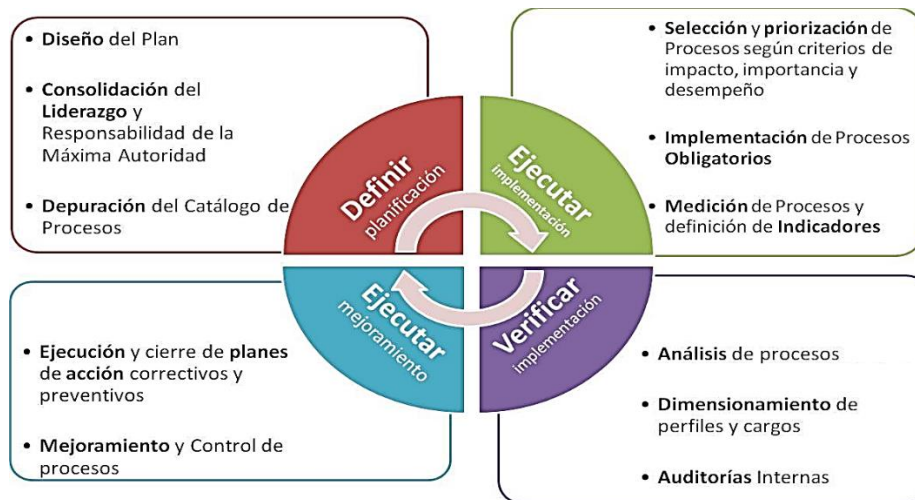 • Diseño del Plan
• Consolidación del
Liderazgo y
Responsabilidad de la
Máxima Autoridad
• Depuración del Catálogo de
Procesos
Definir
planificación
Ejecutar
implementación
• Selección y priorización de
Procesos según criterios de
impacto, importancia y
desempeño
• Implementación de Procesos
Obligatorios
• Medición de Procesos y
definición de Indicadores
• Ejecución y cierre de planes
de acción correctivos y
preventivos
• Mejoramiento y Control de
procesos
Ejecutar
mejoramiento
Verificar
implementación
• Análisis de procesos
• Dimensionamiento de
perfiles y cargos
• Auditorías Internas